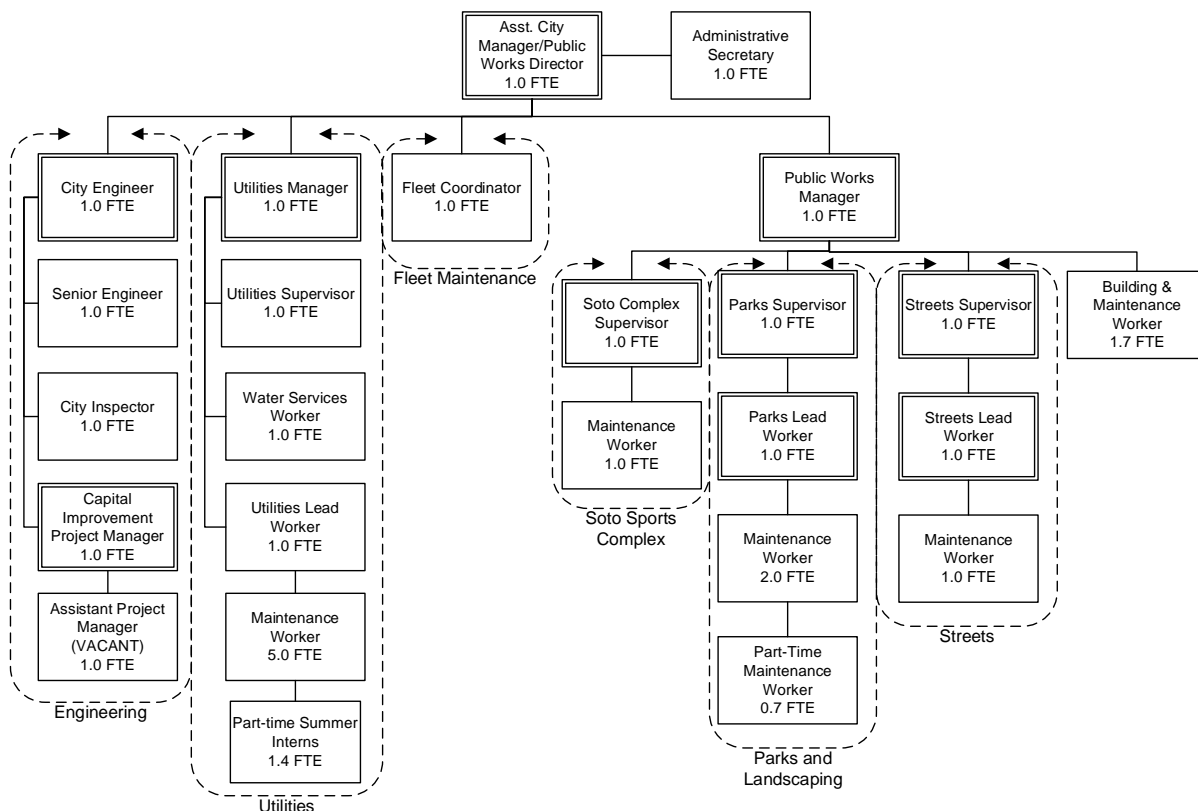 Asst. City
Manager/Public
Works Director
1.0 FTE
Administrative
Secretary
1.0 FTE
City Engineer
1.0 FTE
Senior Engineer
1.0 FTE
City Inspector
1.0 FTE
Capital
Improvement
Project Manager
1.0 FTE
Assistant Project
Manager
(VACANT)
1.0 FTE
Engineering
Utilities Manager
1.0 FTE
Utilities Supervisor
1.0 FTE
Water Services
Worker
1.0 FTE
Utilities Lead
Worker
1.0 FTE
Maintenance
Worker
5.0 FTE
Part-time Summer
Interns
1.4 FTE
Utilities
Fleet Coordinator
1.0 FTE
Fleet Maintenance
Public Works
Manager
1.0 FTE
Soto Complex
Supervisor
1.0 FTE
Maintenance
Worker
1.0 FTE
Soto Sports
Complex
Parks Supervisor
1.0 FTE
Parks Lead
Worker
1.0 FTE
Maintenance
Worker
2.0 FTE
Part-Time
Maintenance
Worker
0.7 FTE
Parks and
Landscaping
Streets Supervisor
1.0 FTE
Streets Lead
Worker
1.0 FTE
Maintenance
Worker
1.0 FTE
Streets
Building &
Maintenance
Worker
1.7 FTE